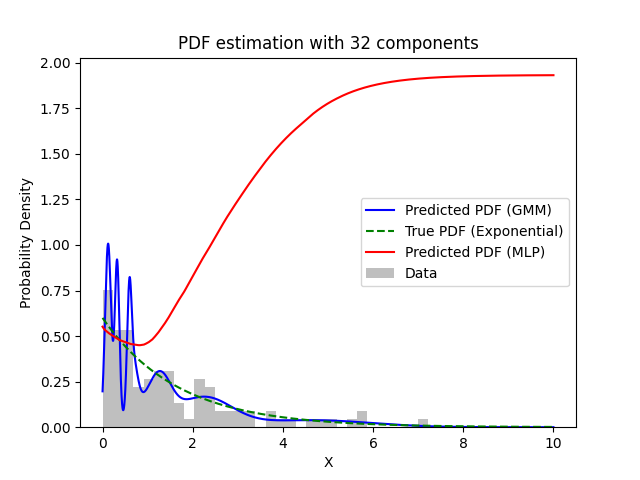 PDF estimation with 32 components
2.00
1.75
1.50
1.25
1.00
0.75
0.50
0.25
0.00
Probability Density
Predicted PDF (GMM)
True PDF (Exponential)
Predicted PDF (MLP)
Data
0 2 4 6 8 10
X